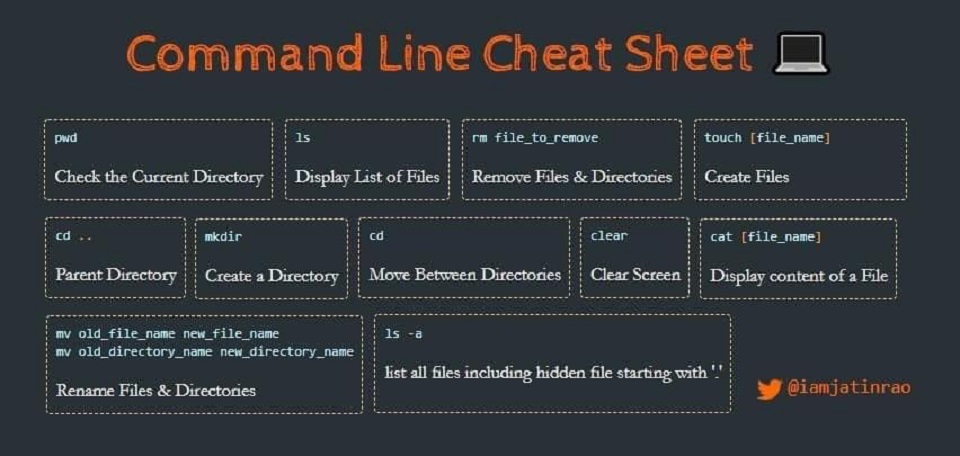 Command Line Cheat Sheet
pwd
Check the Current Directory
ls
Display List of Files
rm file_to_remove
Remove Files & Directories
touch [file_name]
Create Files
cd ..
Parent Directory
mkdir
Create a Directory
cd
Move Between Directories
clear
Clear Screen
cat [file_name]
Display content of a File
mv old_file_name new_file_name
mv old_directory_name new_directory_name
Rename Files & Directories
ls -a
list all files including hidden file starting with '.'
@iamjatinrao